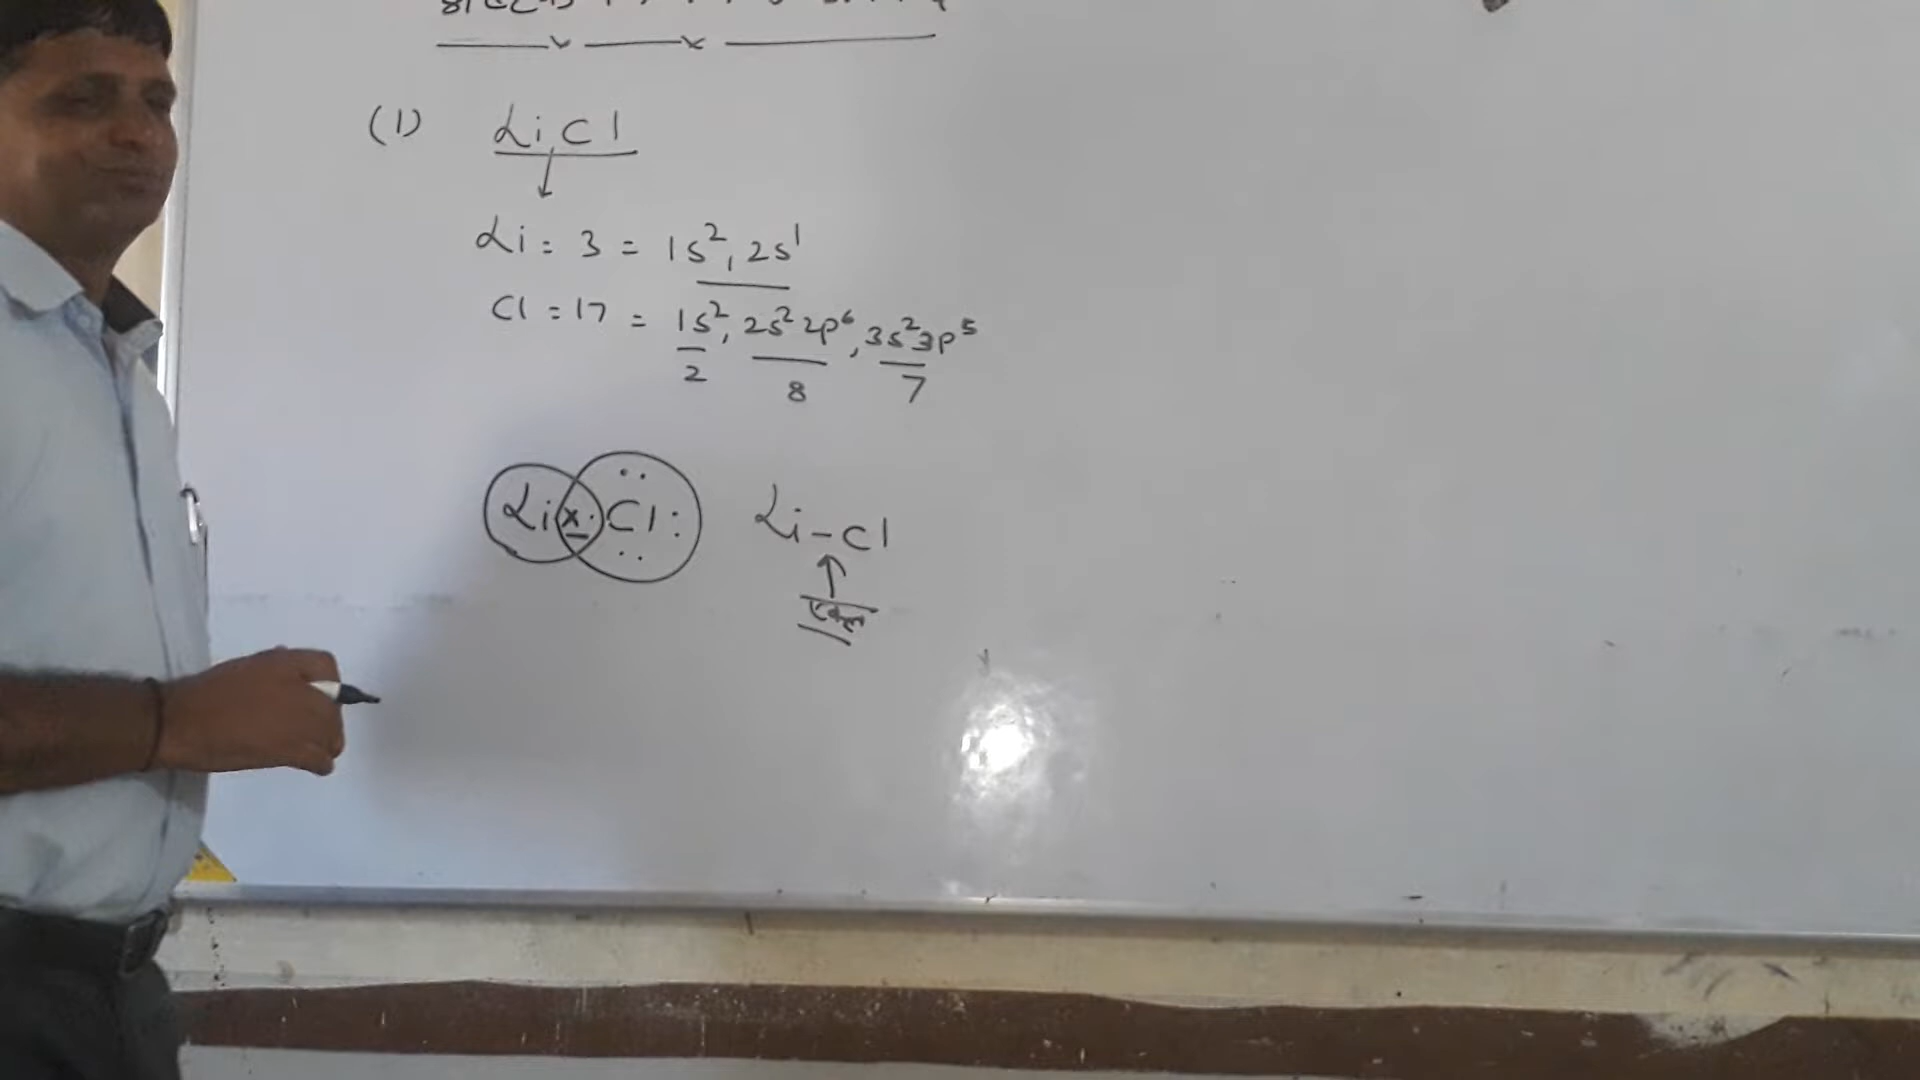 (1) LiCl
Li = 3 = 1s², 2s¹
Cl = 17 = 1s², 2s² 2p⁶, 3s² 3p⁵
2 8 7
Li x. Cl Li – Cl
एकल